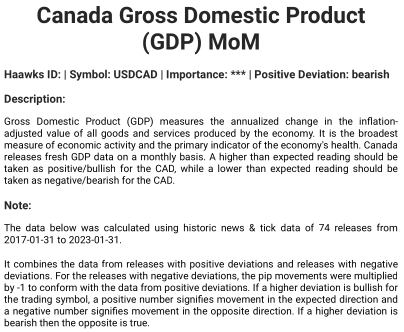 Canada Gross Domestic Product
(GDP) MoM
Haawks ID: | Symbol: USDCAD | Importance: *** | Positive Deviation: bearish
Description:
Gross Domestic Product (GDP) measures the annualized change in the inflation-
adjusted value of all goods and services produced by the economy. It is the broadest
measure of economic activity and the primary indicator of the economy's health. Canada
releases fresh GDP data on a monthly basis. A higher than expected reading should be
taken as positive/bullish for the CAD, while a lower than expected reading should be
taken as negative/bearish for the CAD.
Note:
The data below was calculated using historic news & tick data of 74 releases from
2017-01-31 to 2023-01-31.
It combines the data from releases with positive deviations and releases with negative
deviations. For the releases with negative deviations, the pip movements were multiplied
by -1 to conform with the data from positive deviations. If a higher deviation is bullish for
the trading symbol, a positive number signifies movement in the expected direction and
a negative number signifies movement in the opposite direction. If a higher deviation is
bearish then the opposite is true.